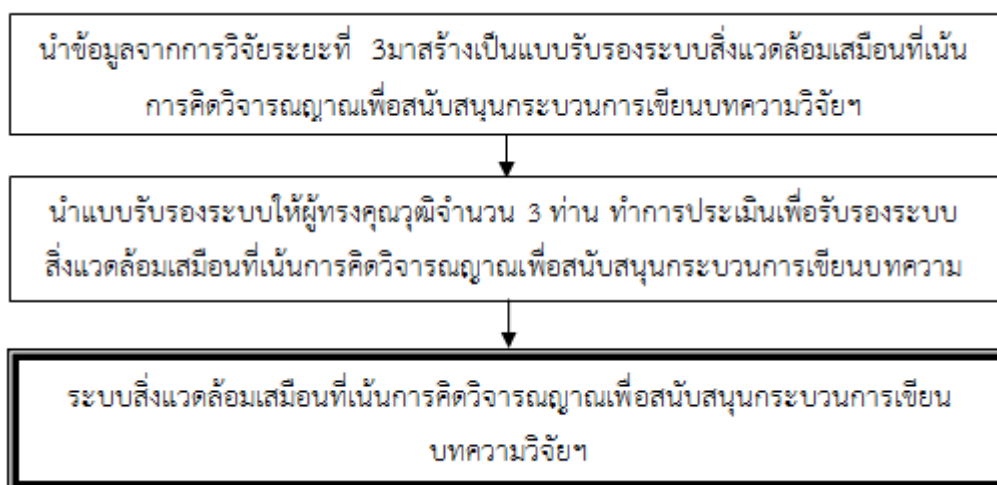 นำข้อมูลจากการวิจัยระยะที่ 3มาสร้างเป็นแบบรับรองระบบสิ่งแวดล้อมเสมือนที่เน้น
การคิดวิจารณญาณเพื่อสนับสนุนกระบวนการเขียนบทความวิจัยฯ
นำแบบรับรองระบบให้ผู้ทรงคุณวุฒิจำนวน 3 ท่าน ทำการประเมินเพื่อรับรองระบบ
สิ่งแวดล้อมเสมือนที่เน้นการคิดวิจารณญาณเพื่อสนับสนุนกระบวนการเขียนบทความ
ระบบสิ่งแวดล้อมเสมือนที่เน้นการคิดวิจารณญาณเพื่อสนับสนุนกระบวนการเขียน
บทความวิจัยฯ